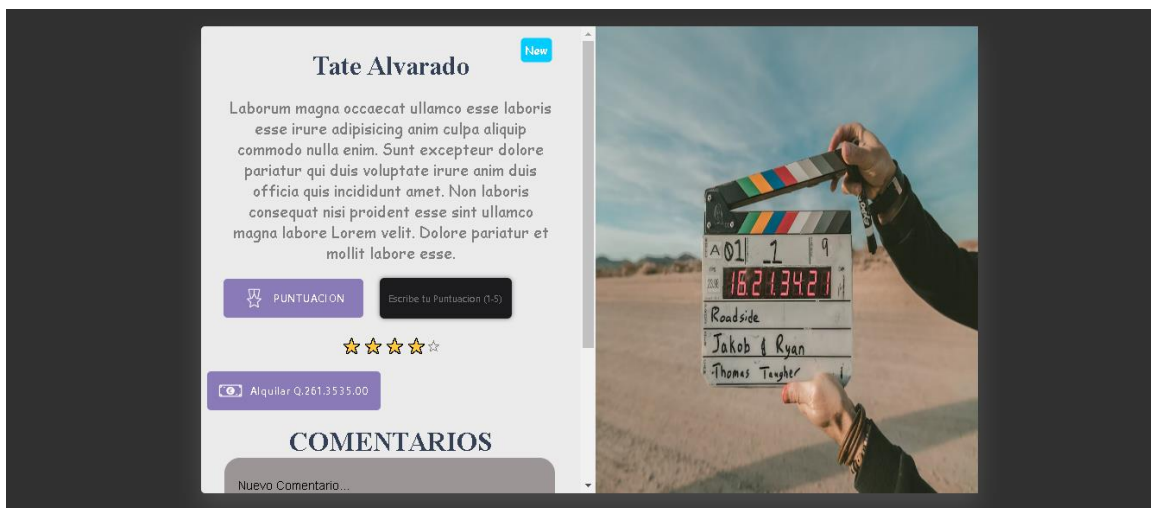 New
Tate Alvarado
Laborum magna occaecat ullamco esse laboris
esse irure adipisicing anim culpa aliquip
commodo nulla enim. Sunt excepteur dolore
pariatur qui duis voluptate irure anim duis
officia quis incididunt amet. Non laboris
consequat nisi proident esse sint ullamco
magna labore Lorem velit. Dolore pariatur et
mollit labore esse.
PUNTUACION
Escribe tu Puntuacion (1-5)
Alquilar Q.261.3535.00
COMENTARIOS
Nuevo Comentario...
A 01 1 9
16:21:34:21
Roadside
Jakob & Ryan
Thomas Taugher